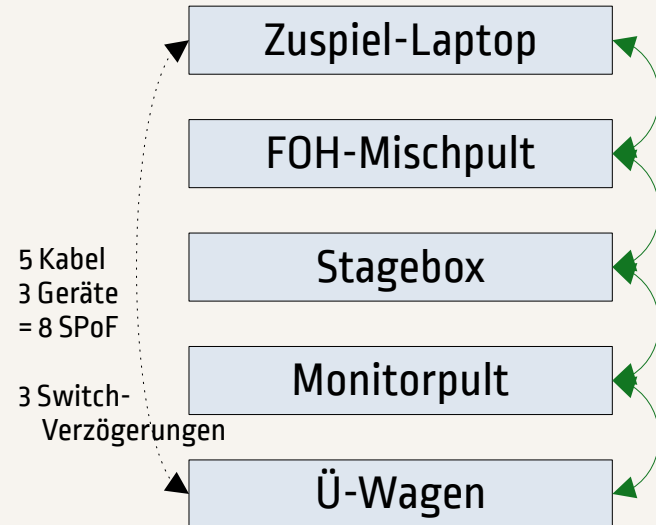 Zuspiel-Laptop
FOH-Mischpult
Stagebox
5 Kabel
3 Geräte
= 8 SPoF
Monitorpult
3 Switch-
Verzögerungen
Ü-Wagen